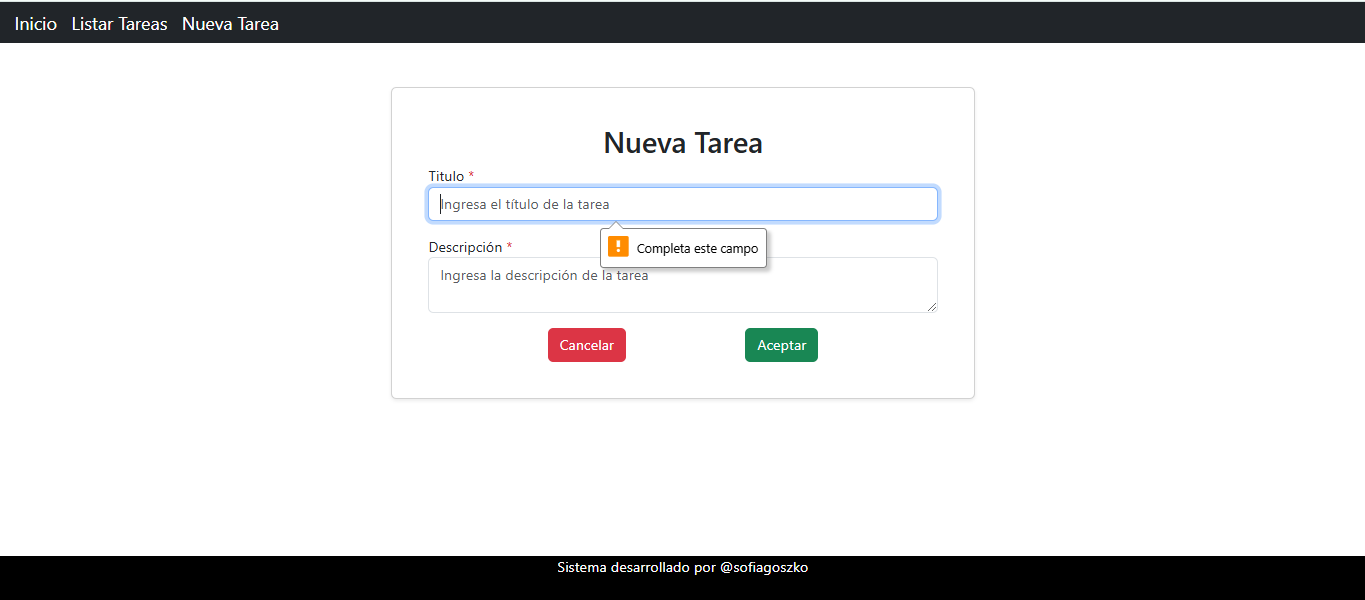 Inicio Listar Tareas Nueva Tarea
Nueva Tarea
Titulo *
Ingresa el título de la tarea
Completa este campo
Descripción *
Ingresa la descripción de la tarea
Cancelar Aceptar
Sistema desarrollado por @sofiagoszko